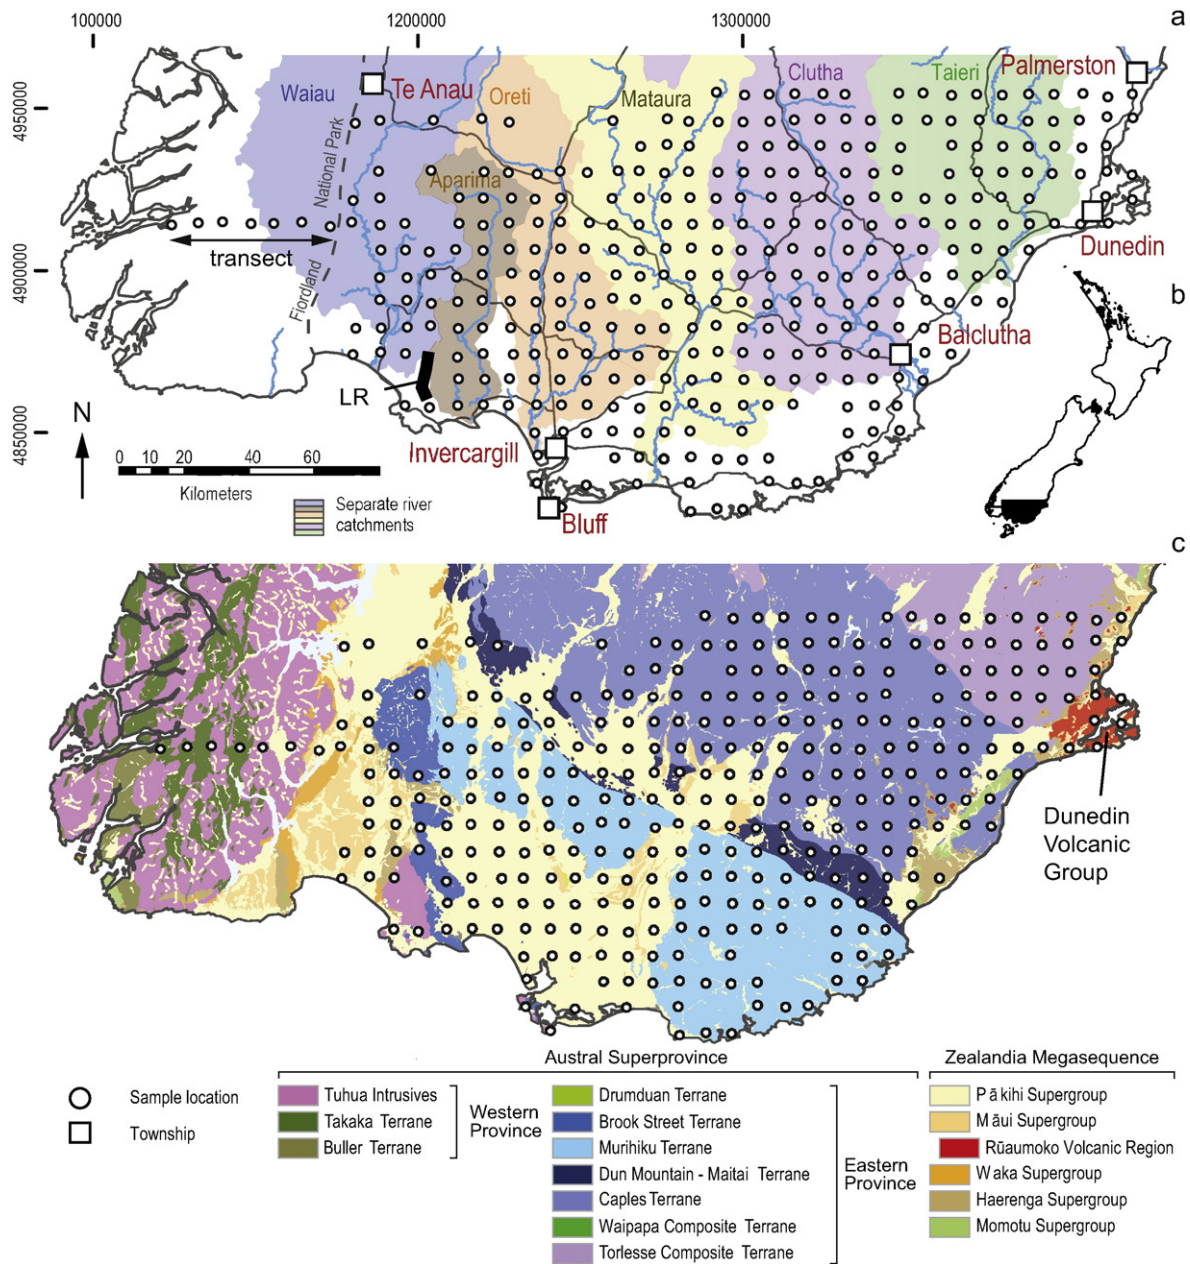 100000
1200000
1300000
a
4950000
4900000
4850000
Waiau
Te Anau
Oreti
Mataura
Clutha
Taieri
Palmerston
National Park
Fiordland
Aparima
transect
Dunedin
b
Balclutha
LR
N
Invercargill
0 10 20 40 60
Kilometers
Separate river
catchments
Bluff
c
Dunedin
Volcanic
Group
Austral Superprovince
Zealandia Megasequence
Sample location
Township
Tuhua Intrusives
Takaka Terrane
Buller Terrane
Western
Province
Drumduan Terrane
Brook Street Terrane
Murihiku Terrane
Dun Mountain - Maitai Terrane
Caples Terrane
Waipapa Composite Terrane
Torlesse Composite Terrane
Eastern
Province
Pākihi Supergroup
Māui Supergroup
Rūaumoko Volcanic Region
Waka Supergroup
Haerenga Supergroup
Momotu Supergroup